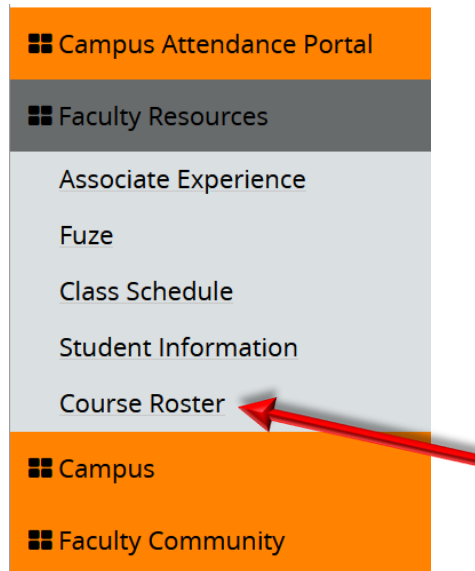 Campus Attendance Portal
Faculty Resources
Associate Experience
Fuze
Class Schedule
Student Information
Course Roster
Campus
Faculty Community